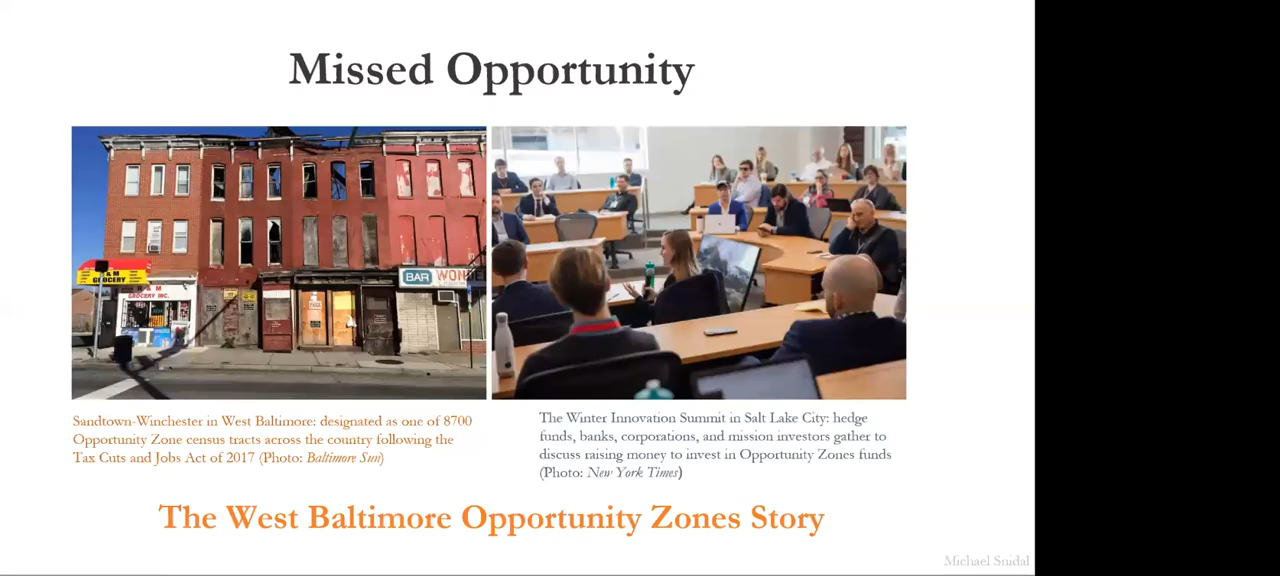 Missed Opportunity
GROCERY
GROCERY INC.
BAR
Sandtown-Winchester in West Baltimore: designated as one of 8700
Opportunity Zone census tracts across the country following the
Tax Cuts and Jobs Act of 2017 (Photo: Baltimore Sun)
The Winter Innovation Summit in Salt Lake City: hedge
funds, banks, corporations, and mission investors gather to
discuss raising money to invest in Opportunity Zones funds
(Photo: New York Times)
The West Baltimore Opportunity Zones Story
Michael Snidal